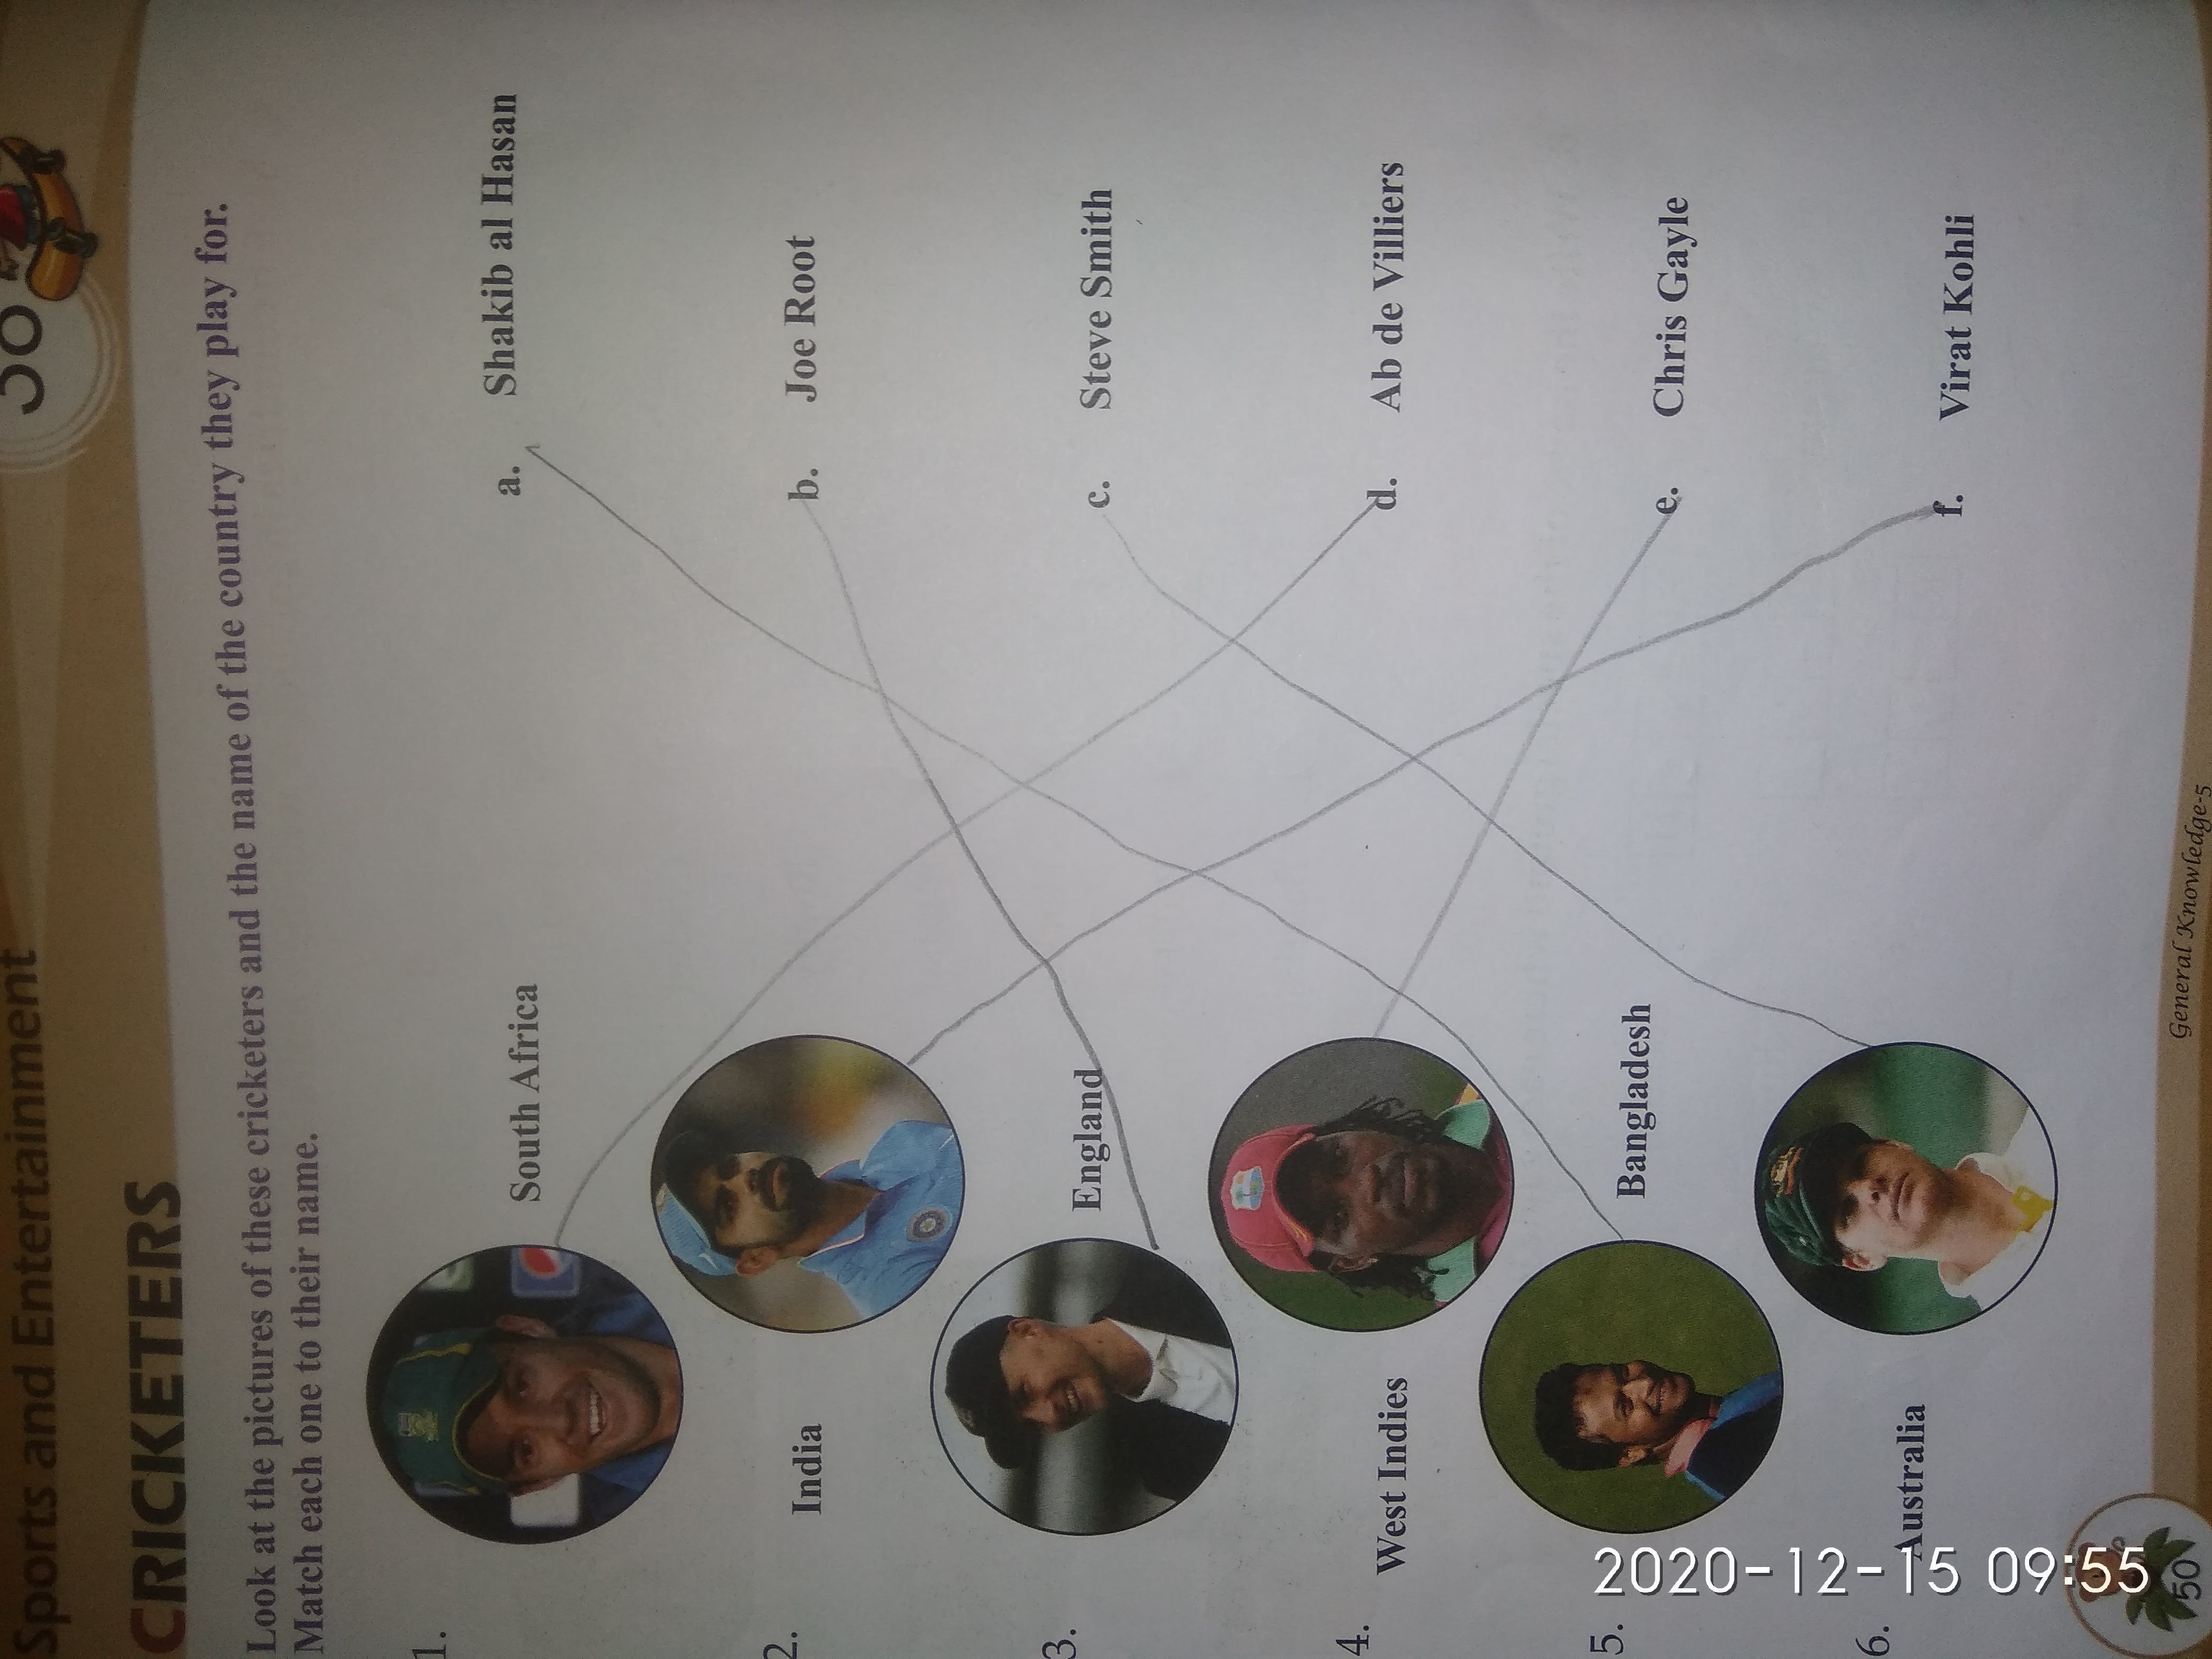 Sports and Entertainment
CRICKETERS
Look at the pictures of these cricketers and the name of the country they play for.
Match each one to their name.
1.
South Africa
a. Shakib al Hasan
2.
India
b. Joe Root
3.
England
c. Steve Smith
4.
West Indies
d. Ab de Villiers
5.
Bangladesh
e. Chris Gayle
6.
Australia
f. Virat Kohli
50
General Knowledge-5
2020-12-15 09:55